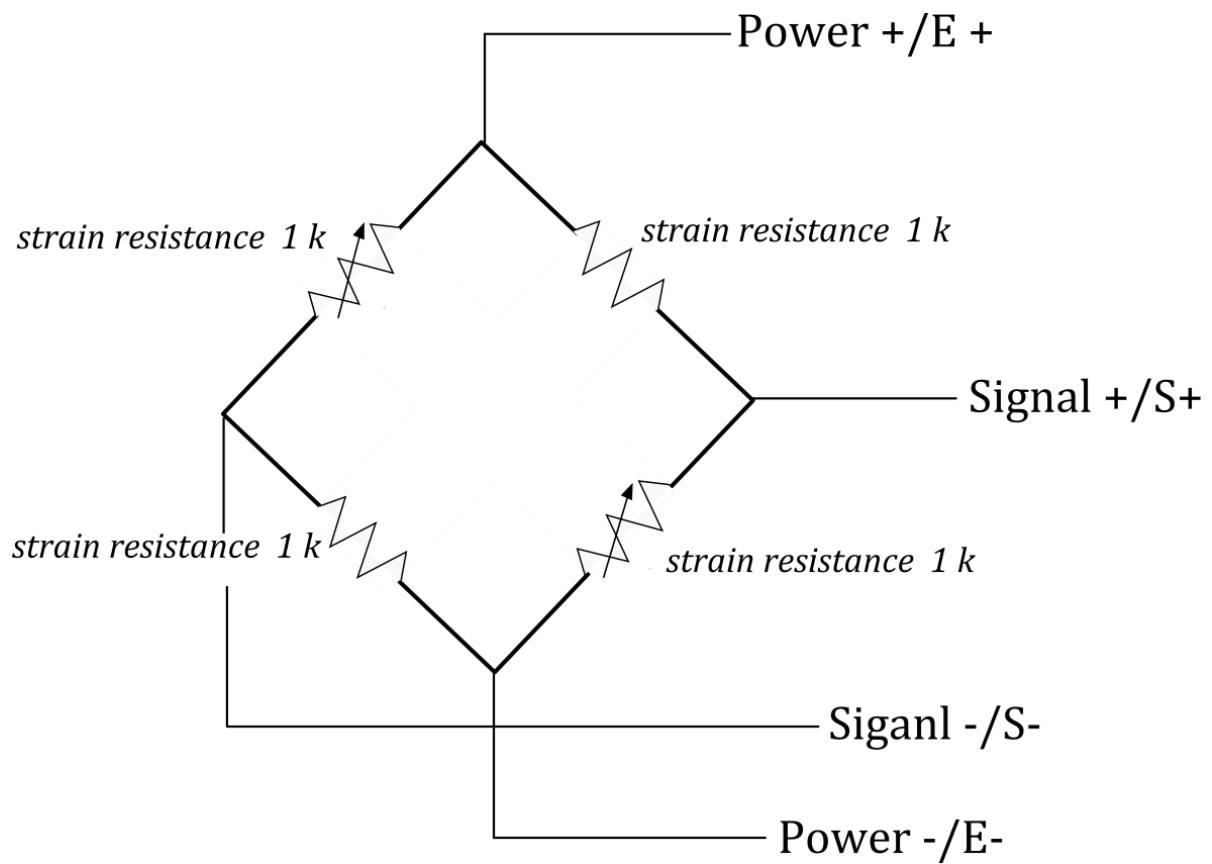 Power +/E +
strain resistance 1 k
strain resistance 1 k
Signal +/S+
strain resistance 1 k
strain resistance 1 k
Siganl -/S-
Power -/E-